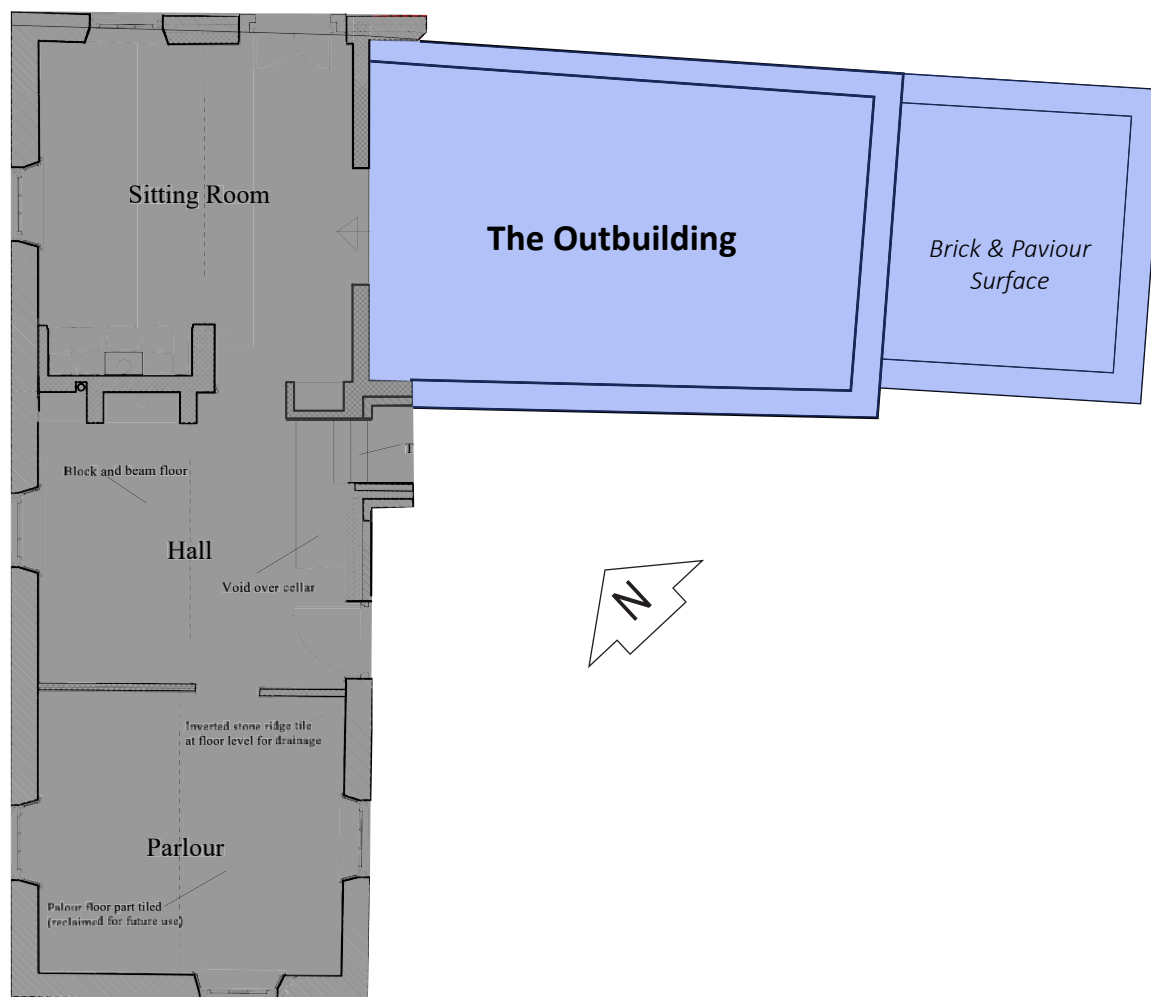 Sitting Room
The Outbuilding
Brick & Paviour
Surface
T
Block and beam floor
Hall
Void over cellar
N
Inverted stone ridge tile
at floor level for drainage
Parlour
Palour floor part tiled
(reclaimed for future use)